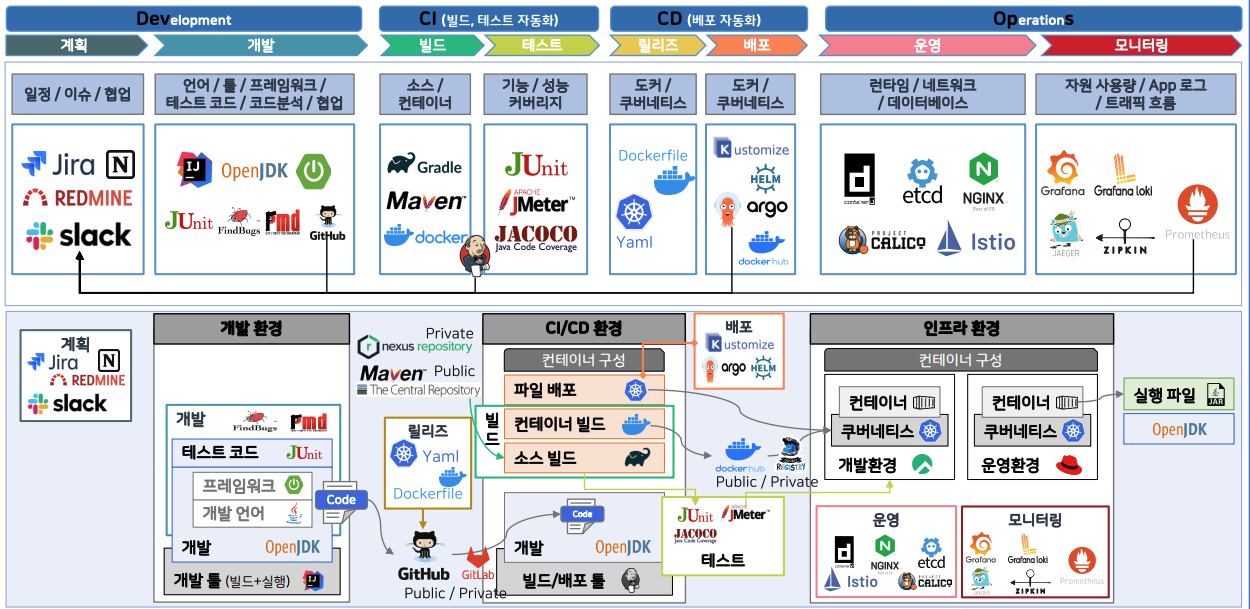 Development
CI (빌드, 테스트 자동화)
CD (배포 자동화)
Operations
계획
개발
빌드
테스트
릴리즈
배포
운영
모니터링
일정 / 이슈 / 협업
언어 / 툴 / 프레임워크 /
테스트 코드 / 코드분석 / 협업
소스 /
컨테이너
기능 / 성능
커버리지
도커 /
쿠버네티스
도커 /
쿠버네티스
런타임 / 네트워크
/ 데이터베이스
자원 사용량 / App 로그
/ 트래픽 흐름
Jira
N
REDMINE
slack
IJ
OpenJDK
JUnit
FindBugs
Pmd
GitHub
Gradle
Maven™
docker
JUnit
APACHE
JMeter™
JACOCO
Java Code Coverage
Dockerfile
Yaml
Kustomize
HELM
argo
docker hub
d
containerd
etcd
NGINX
Part of F5
PROJECT
CALICO
Istio
Grafana
Grafana loki
JAEGER
ZIPKIN
Prometheus
계획
Jira
N
REDMINE
slack
개발 환경
개발
FindBugs
Pmd
테스트 코드
JUnit
프레임워크
개발 언어
Java
개발
OpenJDK
개발 툴 (빌드+실행)
IJ
Code
Private
nexus repository
Maven™
Public
The Central Repository
릴리즈
Yaml
Dockerfile
GitHub
GitLab
Public / Private
CI/CD 환경
컨테이너 구성
파일 배포
빌드
컨테이너 빌드
소스 빌드
Code
개발
OpenJDK
빌드/배포 툴
배포
Kustomize
argo
HELM
docker hub
REGISTRY
Public / Private
JUnit
APACHE
JMeter™
JACOCO
Java Code Coverage
테스트
인프라 환경
컨테이너 구성
컨테이너
쿠버네티스
개발환경
컨테이너
쿠버네티스
운영환경
실행 파일
JAR
OpenJDK
운영
d
containerd
NGINX
etcd
Istio
PROJECT
CALICO
모니터링
Grafana
Grafana loki
JAEGER
ZIPKIN
Prometheus